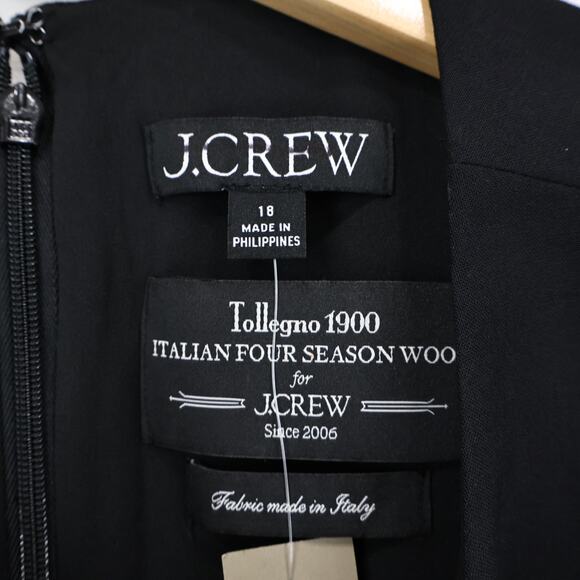 J.CREW
18
MADE IN
PHILIPPINES
Tollegno 1900
ITALIAN FOUR SEASON WOO
for
J.CREW
Since 2006
Fabric made in Italy